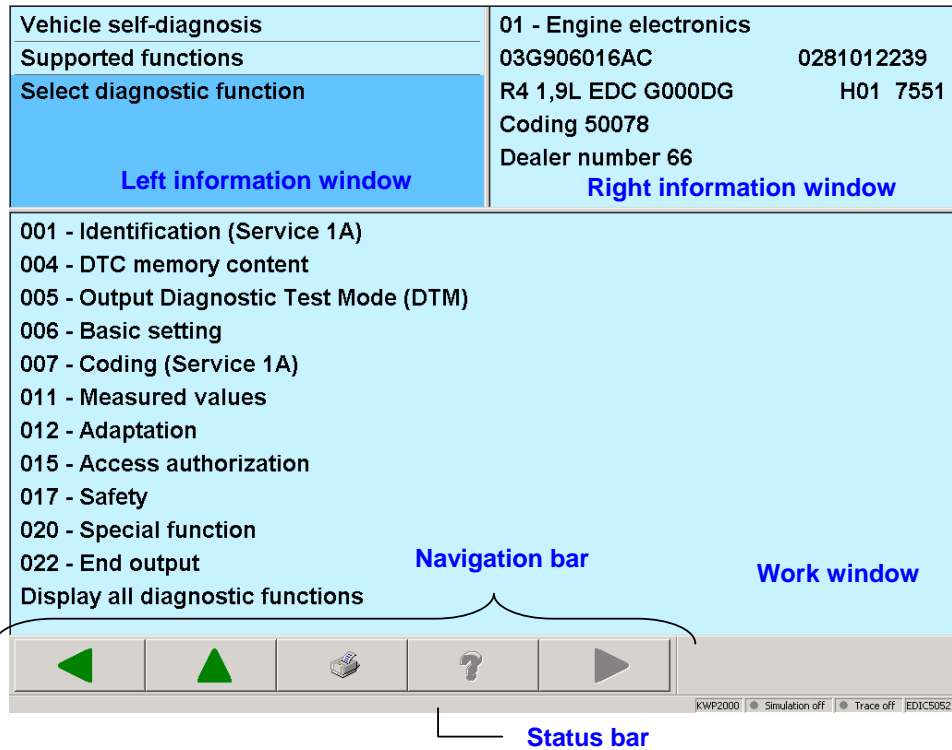 Vehicle self-diagnosis
Supported functions
Select diagnostic function
Left information window
01 - Engine electronics
03G906016AC 0281012239
R4 1,9L EDC G000DG H01 7551
Coding 50078
Dealer number 66
Right information window
001 - Identification (Service 1A)
004 - DTC memory content
005 - Output Diagnostic Test Mode (DTM)
006 - Basic setting
007 - Coding (Service 1A)
011 - Measured values
012 - Adaptation
015 - Access authorization
017 - Safety
020 - Special function
022 - End output
Navigation bar
Work window
Display all diagnostic functions
?
KWP2000 Simulation off Trace off EDIC5052
Status bar